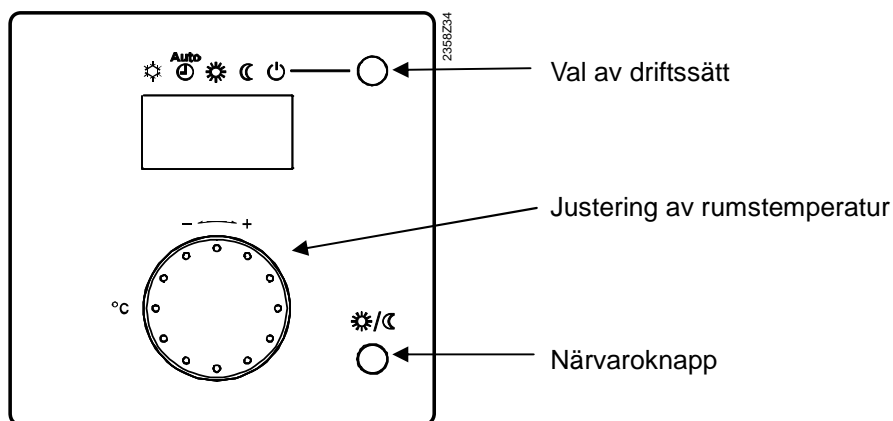 2358Z34
Auto
Val av driftssätt
− +
Justering av rumstemperatur
°C
/
Närvaroknapp